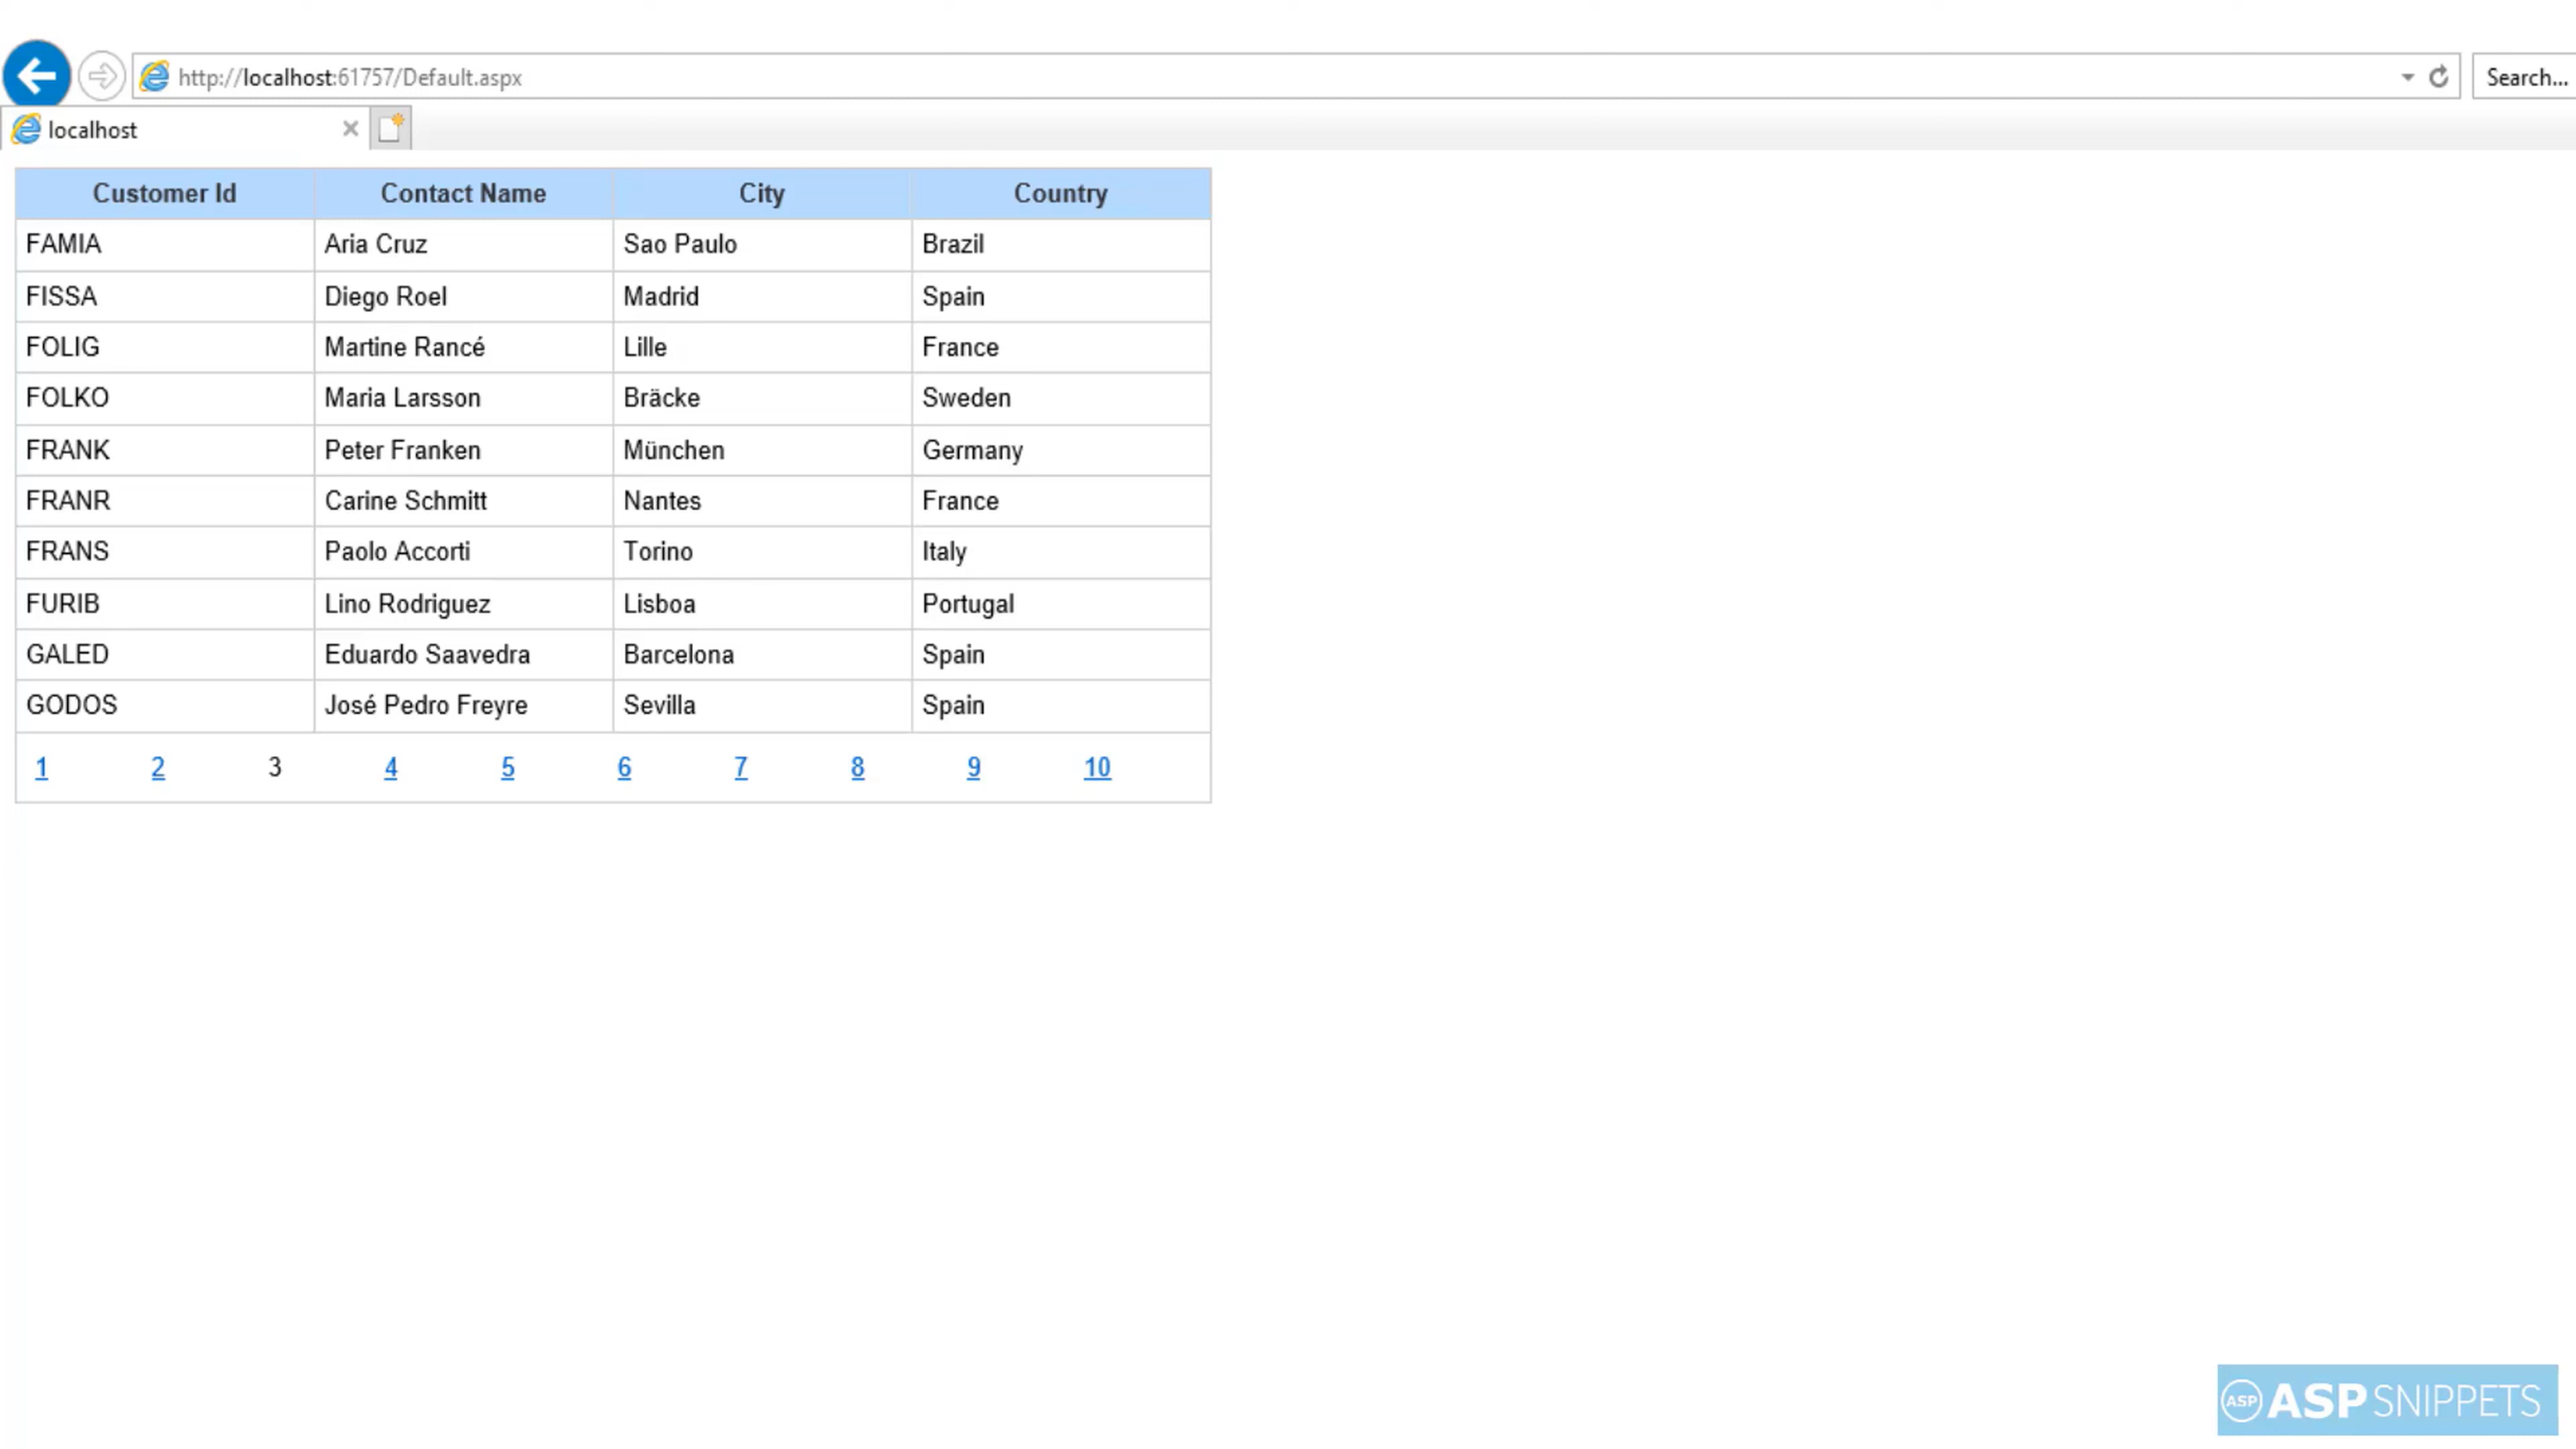 http://localhost:61757/Default.aspx
Search...
localhost
Customer Id Contact Name City Country
FAMIA Aria Cruz Sao Paulo Brazil
FISSA Diego Roel Madrid Spain
FOLIG Martine Rancé Lille France
FOLKO Maria Larsson Bräcke Sweden
FRANK Peter Franken München Germany
FRANR Carine Schmitt Nantes France
FRANS Paolo Accorti Torino Italy
FURIB Lino Rodriguez Lisboa Portugal
GALED Eduardo Saavedra Barcelona Spain
GODOS José Pedro Freyre Sevilla Spain
1 2 3 4 5 6 7 8 9 10
ASP ASPSNIPPETS